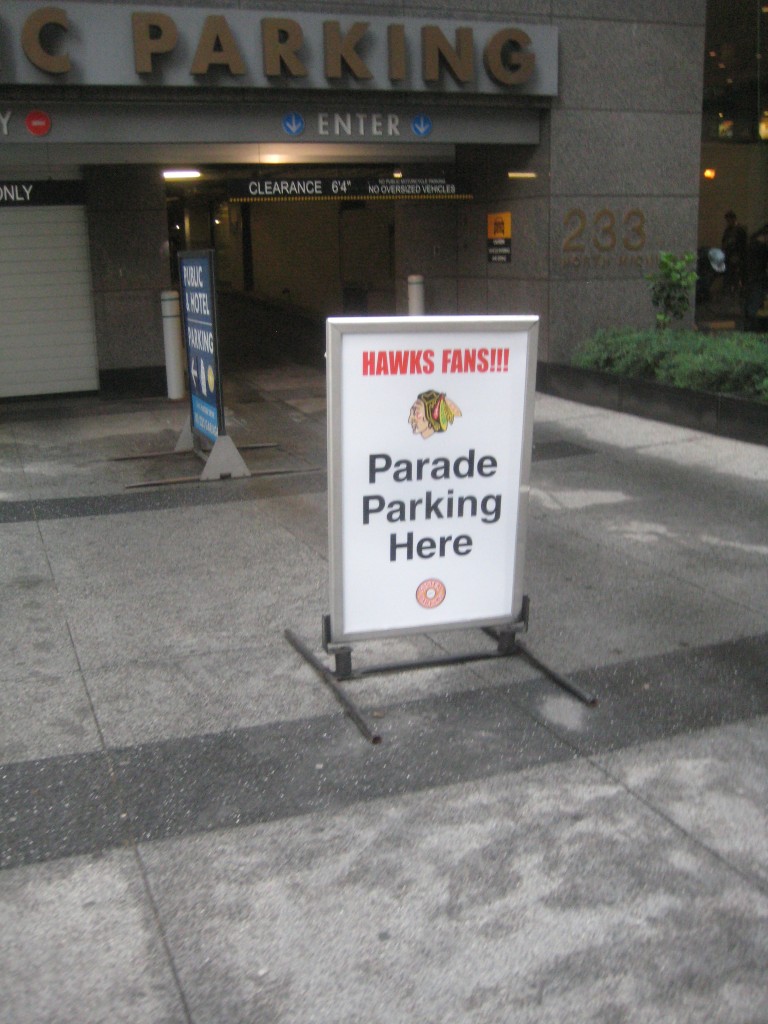 C PARKING
Y
ENTER
ONLY
CLEARANCE 6'4"
NO OVERSIZED VEHICLES
233
PUBLIC
& HOTEL
PARKING
HAWKS FANS!!!
Parade
Parking
Here